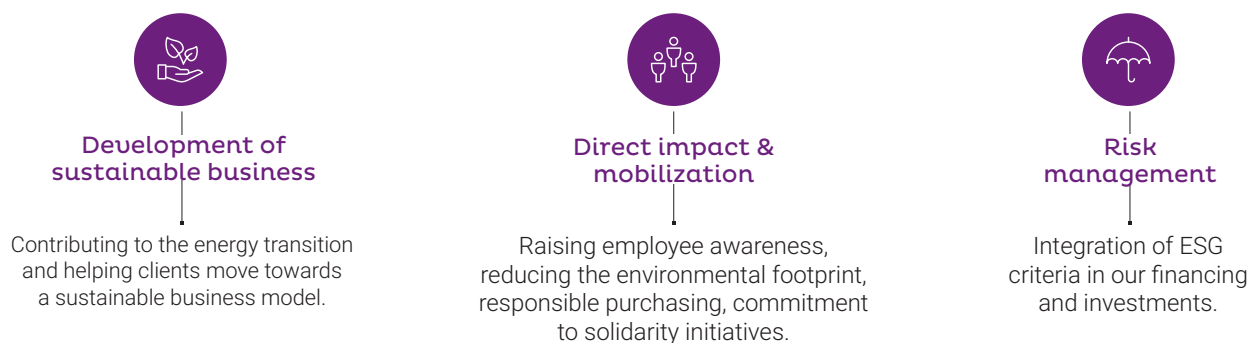 Development of
sustainable business
Contributing to the energy transition
and helping clients move towards
a sustainable business model.
Direct impact &
mobilization
Raising employee awareness,
reducing the environmental footprint,
responsible purchasing, commitment
to solidarity initiatives.
Risk
management
Integration of ESG
criteria in our financing
and investments.